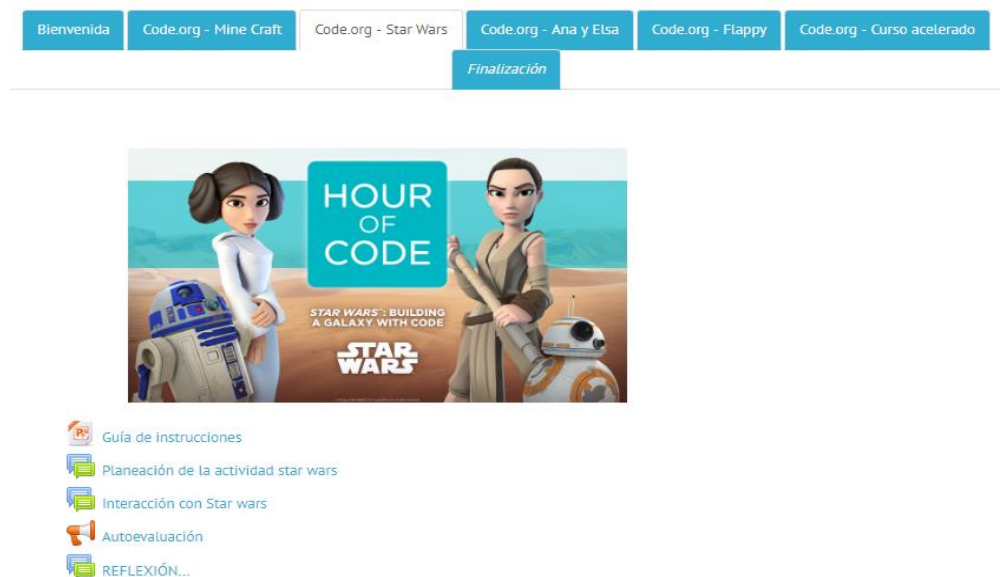 Bienvenida
Code.org - Mine Craft
Code.org - Star Wars
Code.org - Ana y Elsa
Code.org - Flappy
Code.org - Curso acelerado
Finalización
HOUR
OF
CODE
STAR WARS: BUILDING
A GALAXY WITH CODE
STAR
WARS
Guía de instrucciones
Planeación de la actividad star wars
Interacción con Star wars
Autoevaluación
REFLEXIÓN...